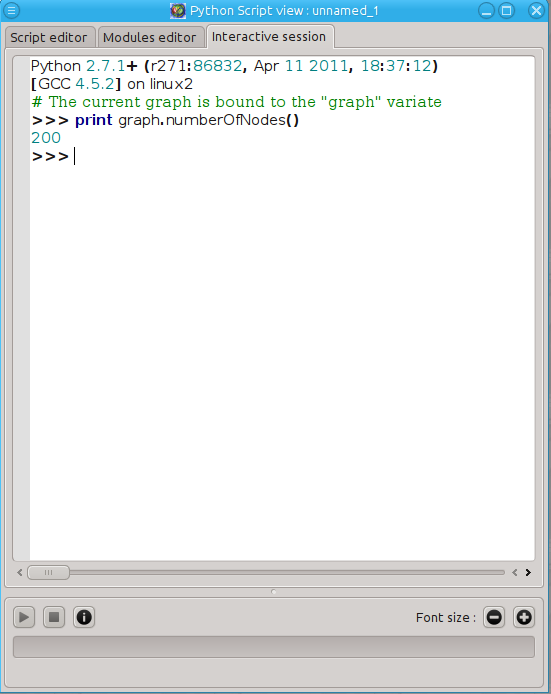 Python Script view : unnamed_1
Script editor Modules editor Interactive session
Python 2.7.1+ (r271:86832, Apr 11 2011, 18:37:12)
[GCC 4.5.2] on linux2
# The current graph is bound to the "graph" variate
>>> print graph.numberOfNodes()
200
>>>
Font size :